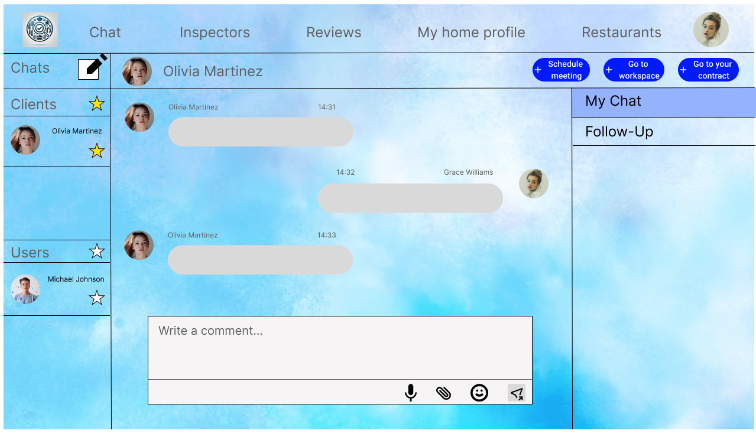 Chat Inspectors Reviews My home profile Restaurants
Chats
Olivia Martinez
+ Schedule meeting
+ Go to workspace
+ Go to your contract
Clients
Olivia Martinez
Users
Michael Johnson
Olivia Martinez 14:31
14:32 Grace Williams
Olivia Martinez 14:33
Write a comment...
My Chat
Follow-Up